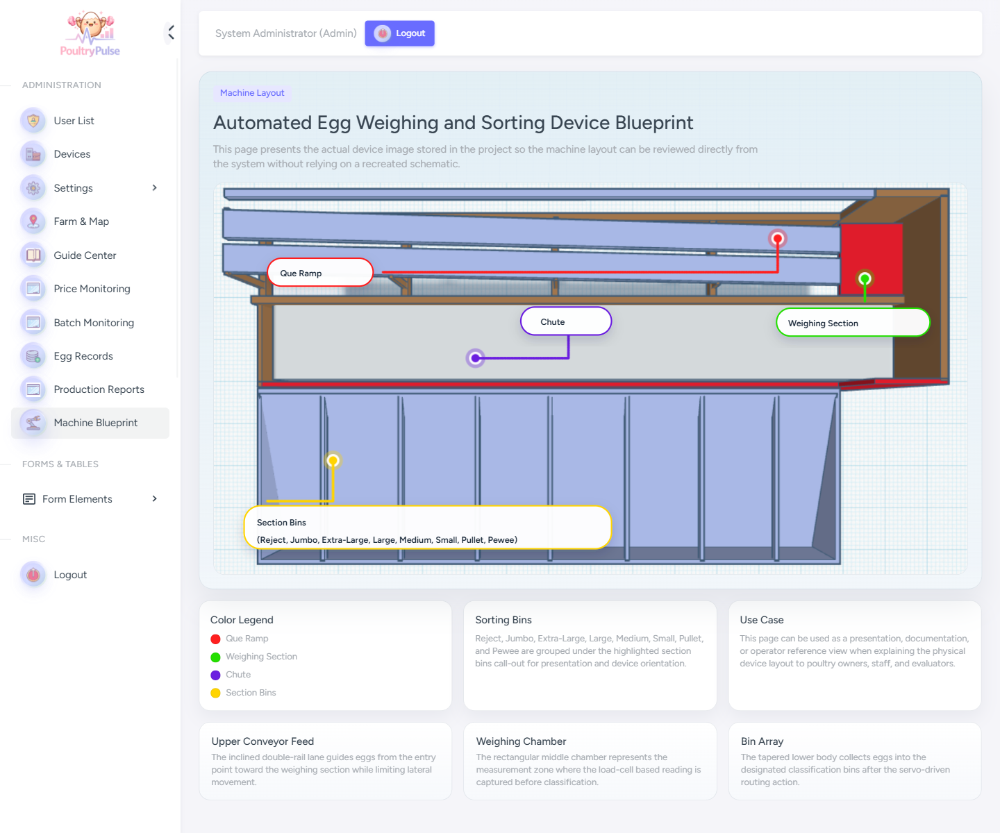 PoultryPulse
ADMINISTRATION
User List
Devices
Settings
Farm & Map
Guide Center
Price Monitoring
Batch Monitoring
Egg Records
Production Reports
Machine Blueprint
FORMS & TABLES
Form Elements
MISC
Logout
System Administrator (Admin)
Logout
Machine Layout
Automated Egg Weighing and Sorting Device Blueprint
This page presents the actual device image stored in the project so the machine layout can be reviewed directly from
the system without relying on a recreated schematic.
Que Ramp
Chute
Weighing Section
Section Bins
(Reject, Jumbo, Extra-Large, Large, Medium, Small, Pullet, Pewee)
Color Legend
Que Ramp
Weighing Section
Chute
Section Bins
Sorting Bins
Reject, Jumbo, Extra-Large, Large, Medium, Small, Pullet,
and Pewee are grouped under the highlighted section
bins call-out for presentation and device orientation.
Use Case
This page can be used as a presentation, documentation,
or operator reference view when explaining the physical
device layout to poultry owners, staff, and evaluators.
Upper Conveyor Feed
The inclined double-rail lane guides eggs from the entry
point toward the weighing section while limiting lateral
movement.
Weighing Chamber
The rectangular middle chamber represents the
measurement zone where the load-cell based reading is
captured before classification.
Bin Array
The tapered lower body collects eggs into the
designated classification bins after the servo-driven
routing action.